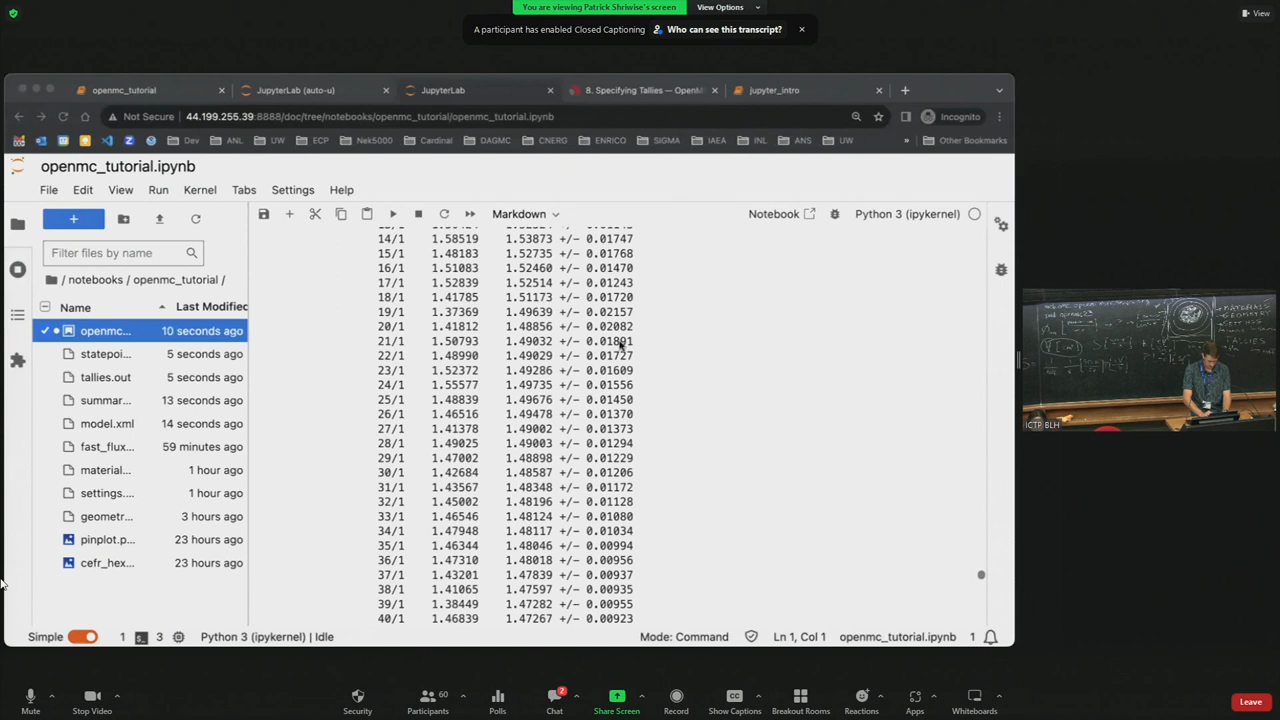 You are viewing Patrick Shriwise's screen View Options
View
A participant has enabled Closed Captioning Who can see this transcript?
openmc_tutorial
JupyterLab (auto-u)
JupyterLab
8. Specifying Tallies — OpenM
jupyter_intro
Not Secure 44.199.255.39:8888/doc/tree/notebooks/openmc_tutorial/openmc_tutorial.ipynb
Incognito
Dev ANL UW ECP Nek5000 Cardinal DAGMC CNERG ENRICO SIGMA IAEA INL ANS UW » Other Bookmarks
openmc_tutorial.ipynb
File Edit View Run Kernel Tabs Settings Help
Markdown
Notebook
Python 3 (ipykernel)
Filter files by name
/ notebooks / openmc_tutorial /
Name Last Modified
openmc... 10 seconds ago
statepoi... 5 seconds ago
tallies.out 5 seconds ago
summar... 13 seconds ago
model.xml 14 seconds ago
fast_flux... 59 minutes ago
material... 1 hour ago
settings.... 1 hour ago
geometr... 3 hours ago
pinplot.p... 23 hours ago
cefr_hex... 23 hours ago
14/1 1.58519 1.53873 +/- 0.01747
15/1 1.48183 1.52735 +/- 0.01768
16/1 1.51083 1.52460 +/- 0.01470
17/1 1.52839 1.52514 +/- 0.01243
18/1 1.41785 1.51173 +/- 0.01720
19/1 1.37369 1.49639 +/- 0.02157
20/1 1.41812 1.48856 +/- 0.02082
21/1 1.50793 1.49032 +/- 0.01891
22/1 1.48990 1.49029 +/- 0.01727
23/1 1.52372 1.49286 +/- 0.01609
24/1 1.55577 1.49735 +/- 0.01556
25/1 1.48839 1.49676 +/- 0.01450
26/1 1.46516 1.49478 +/- 0.01370
27/1 1.41378 1.49002 +/- 0.01373
28/1 1.49025 1.49003 +/- 0.01294
29/1 1.47002 1.48898 +/- 0.01229
30/1 1.42684 1.48587 +/- 0.01206
31/1 1.43567 1.48348 +/- 0.01172
32/1 1.45002 1.48196 +/- 0.01128
33/1 1.46546 1.48124 +/- 0.01080
34/1 1.47948 1.48117 +/- 0.01034
35/1 1.46344 1.48046 +/- 0.00994
36/1 1.47310 1.48018 +/- 0.00956
37/1 1.43201 1.47839 +/- 0.00937
38/1 1.41065 1.47597 +/- 0.00935
39/1 1.38449 1.47282 +/- 0.00955
40/1 1.46839 1.47267 +/- 0.00923
MATERIALS
GEOMETRY
TALLIES
ICTP BLH
Simple 1 3 Python 3 (ipykernel) | Idle
Mode: Command Ln 1, Col 1 openmc_tutorial.ipynb 1
Mute
Stop Video
Security
Participants 60
Polls
Chat 2
Share Screen
Record
Show Captions
Breakout Rooms
Reactions
Apps
Whiteboards
Leave